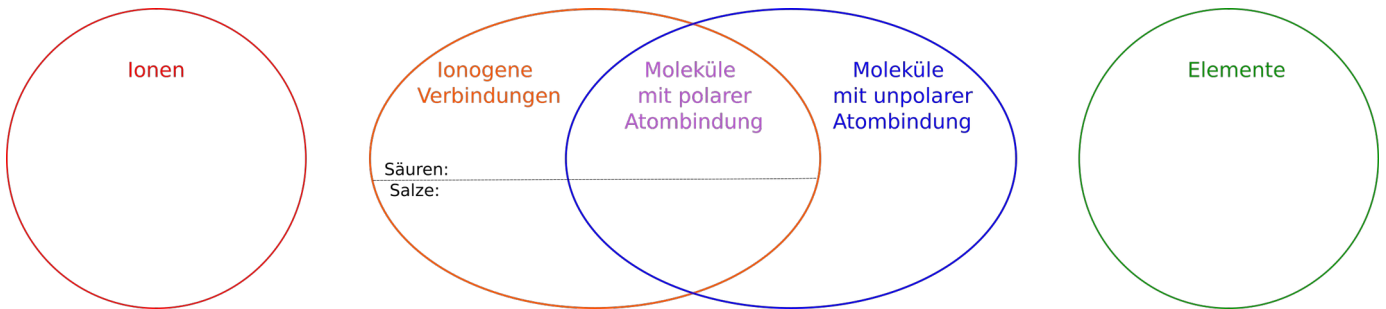 Ionen
Ionogene
Verbindungen
Moleküle
mit polarer
Atombindung
Moleküle
mit unpolarer
Atombindung
Elemente
Säuren:
Salze: